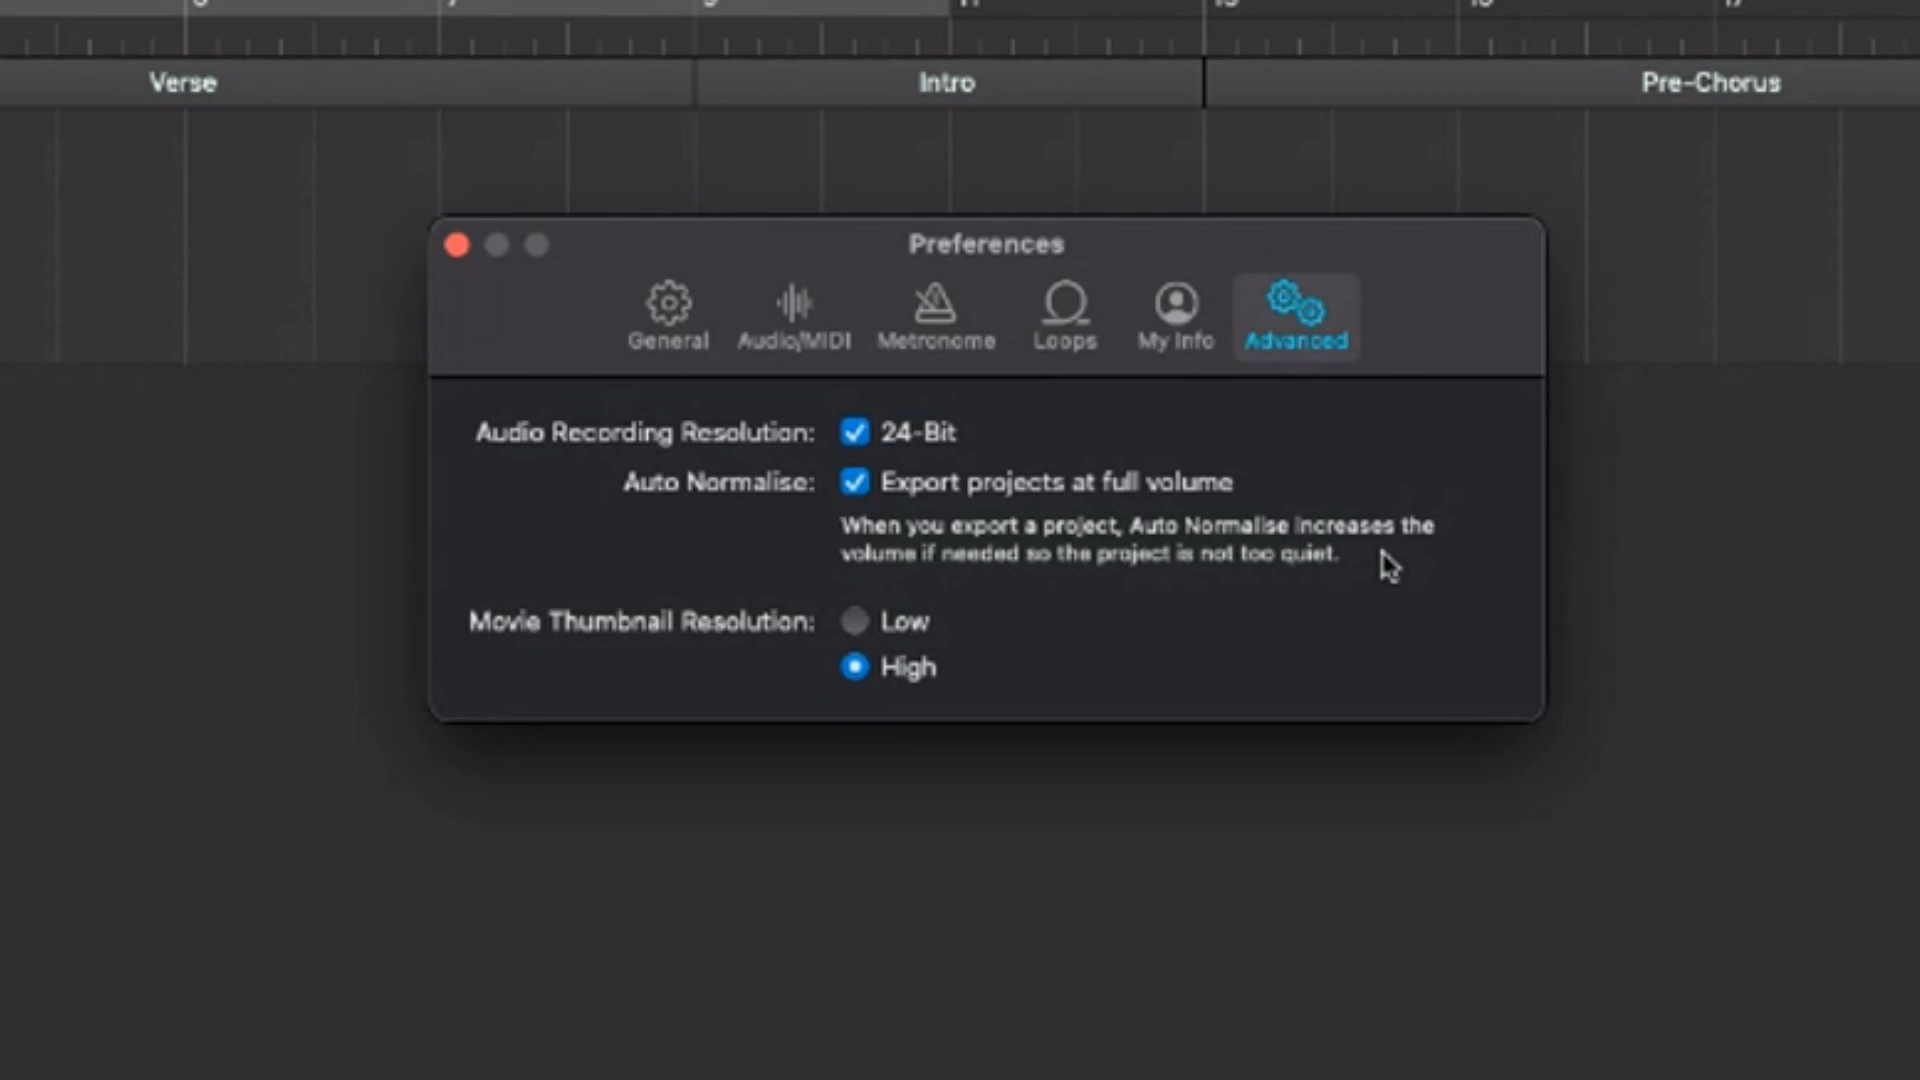 Verse Intro Pre-Chorus
Preferences
General Audio/MIDI Metronome Loops My Info Advanced
Audio Recording Resolution: 24-Bit
Auto Normalise: Export projects at full volume
When you export a project, Auto Normalise increases the
volume if needed so the project is not too quiet.
Movie Thumbnail Resolution: Low
High